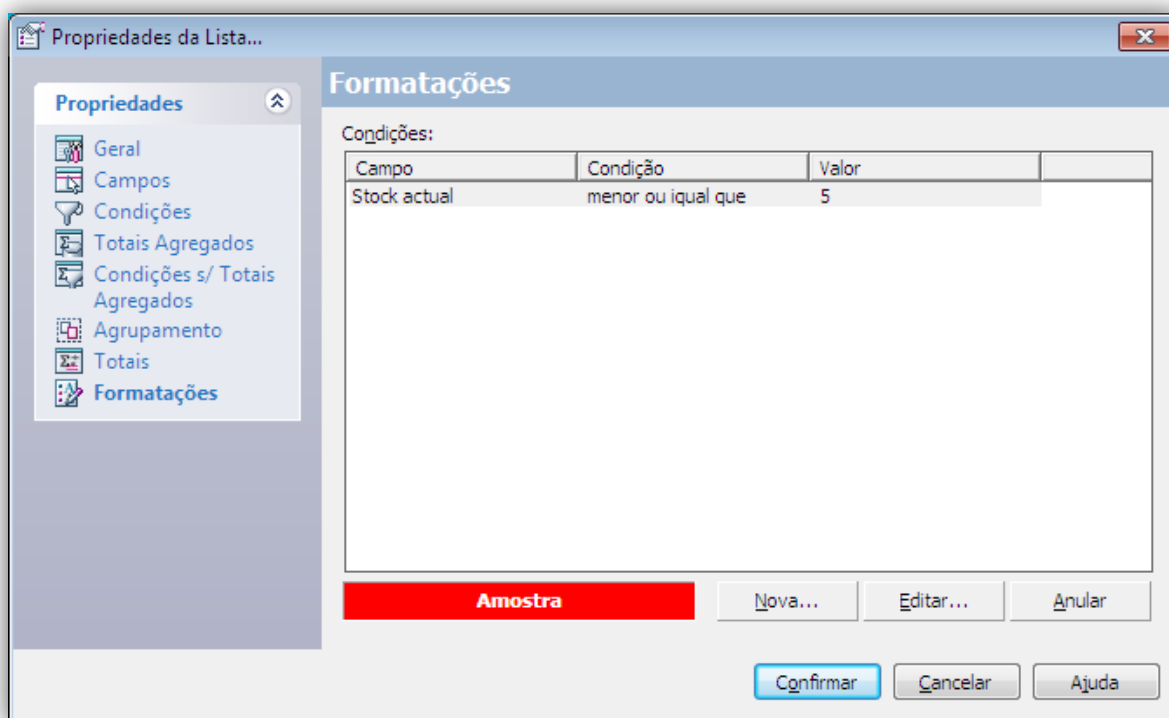 Propriedades da Lista...
Propriedades
Geral
Campos
Condições
Totais Agregados
Condições s/ Totais
Agregados
Agrupamento
Totais
Formatações
Formatações
Condições:
Campo Condição Valor
Stock actual menor ou igual que 5
Amostra Nova... Editar... Anular
Confirmar Cancelar Ajuda